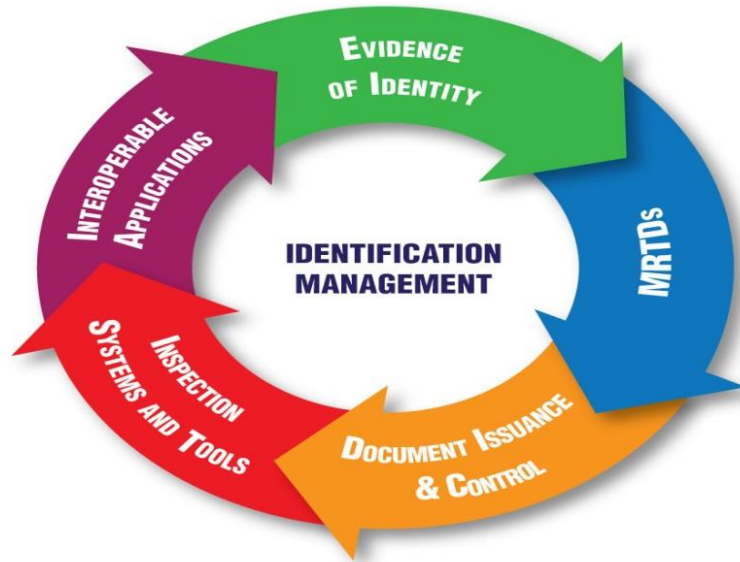 EVIDENCE
OF IDENTITY
MRTDs
DOCUMENT ISSUANCE
& CONTROL
INSPECTION
SYSTEMS AND TOOLS
INTEROPERABLE
APPLICATIONS
IDENTIFICATION
MANAGEMENT